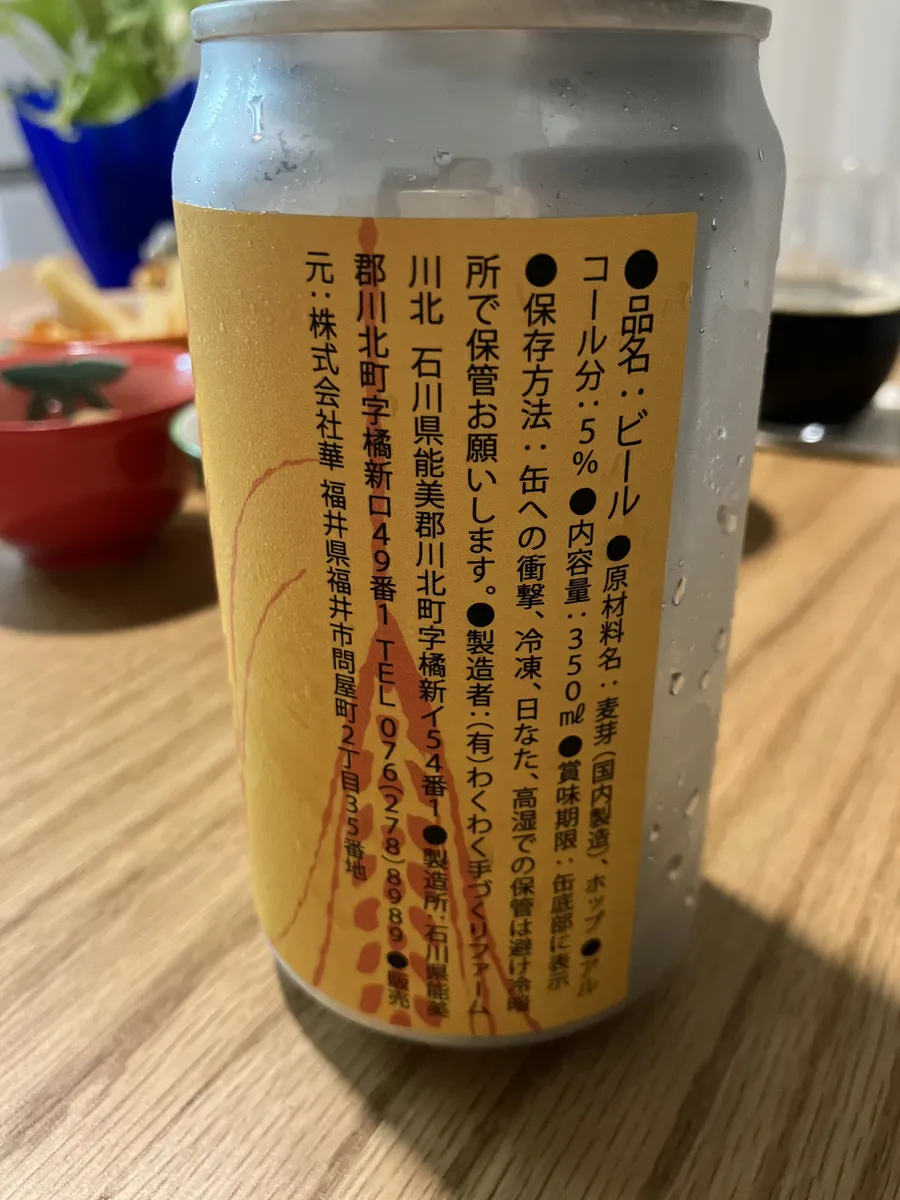 ●品名：ビール ●原材料名：麦芽（国内製造）、ホップ ●アル
コール分：5% ●内容量：350㎖ ●賞味期限：缶底部に表示
●保存方法：缶への衝撃、冷凍、日なた、高湿での保管は避け冷暗
所で保管お願いします。●製造者：（有）わくわく手づくりファーム
川北 石川県能美郡川北町字橘新イ54番1 ●製造所：石川県能美
郡川北町字橘新ロ49番1 TEL 076(278)8989 ●販売
元：株式会社華 福井県福井市問屋町2丁目35番地